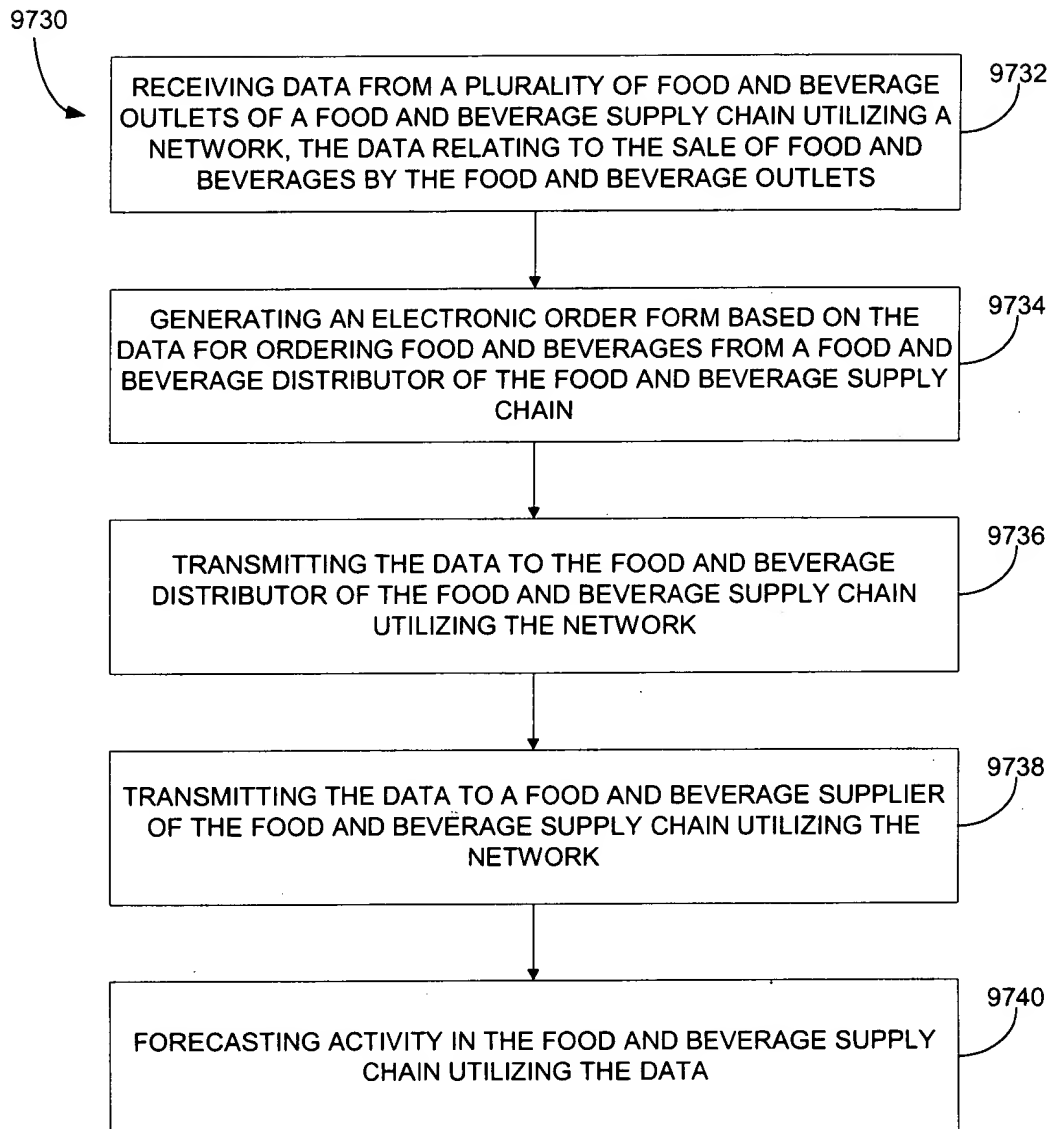 9730
9732
RECEIVING DATA FROM A PLURALITY OF FOOD AND BEVERAGE
OUTLETS OF A FOOD AND BEVERAGE SUPPLY CHAIN UTILIZING A
NETWORK, THE DATA RELATING TO THE SALE OF FOOD AND
BEVERAGES BY THE FOOD AND BEVERAGE OUTLETS
9734
GENERATING AN ELECTRONIC ORDER FORM BASED ON THE
DATA FOR ORDERING FOOD AND BEVERAGES FROM A FOOD AND
BEVERAGE DISTRIBUTOR OF THE FOOD AND BEVERAGE SUPPLY
CHAIN
9736
TRANSMITTING THE DATA TO THE FOOD AND BEVERAGE
DISTRIBUTOR OF THE FOOD AND BEVERAGE SUPPLY CHAIN
UTILIZING THE NETWORK
9738
TRANSMITTING THE DATA TO A FOOD AND BEVERAGE SUPPLIER
OF THE FOOD AND BEVERAGE SUPPLY CHAIN UTILIZING THE
NETWORK
9740
FORECASTING ACTIVITY IN THE FOOD AND BEVERAGE SUPPLY
CHAIN UTILIZING THE DATA